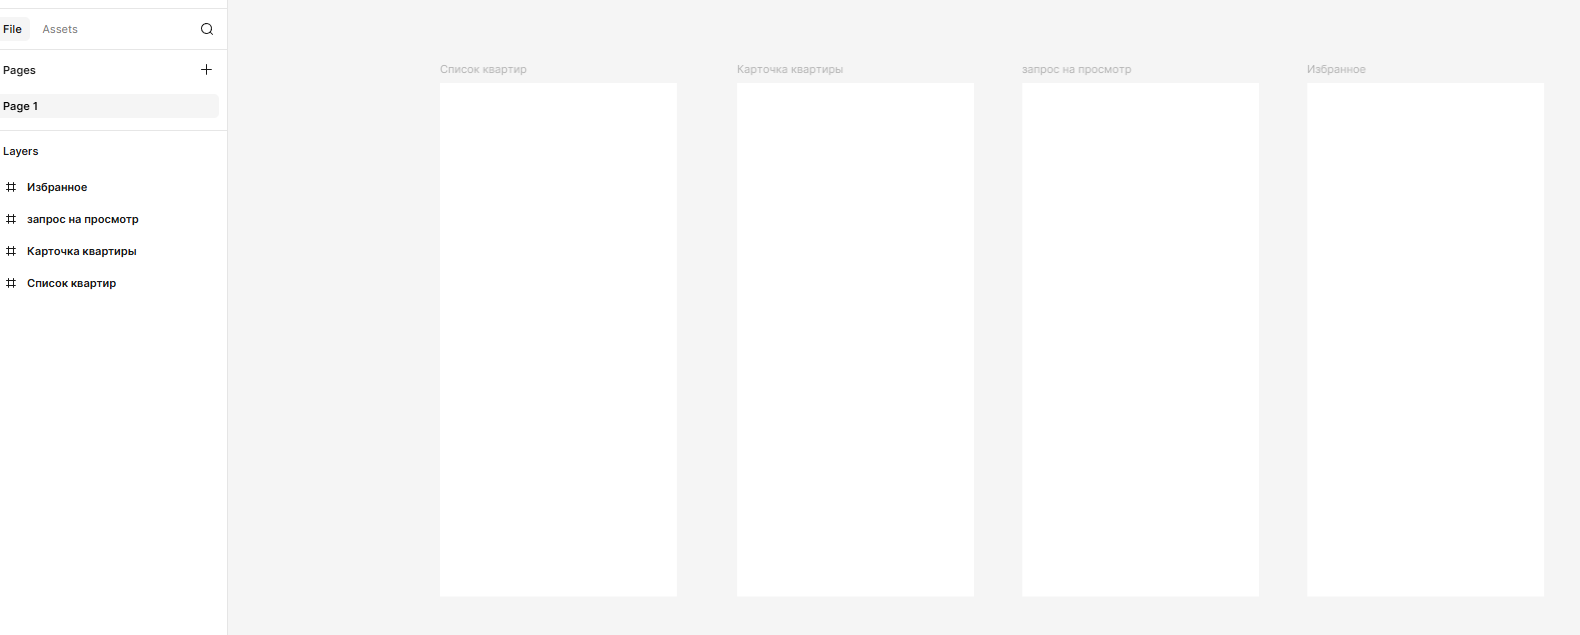 File Assets
Pages
Page 1
Layers
Избранное
запрос на просмотр
Карточка квартиры
Список квартир
Список квартир
Карточка квартиры
запрос на просмотр
Избранное